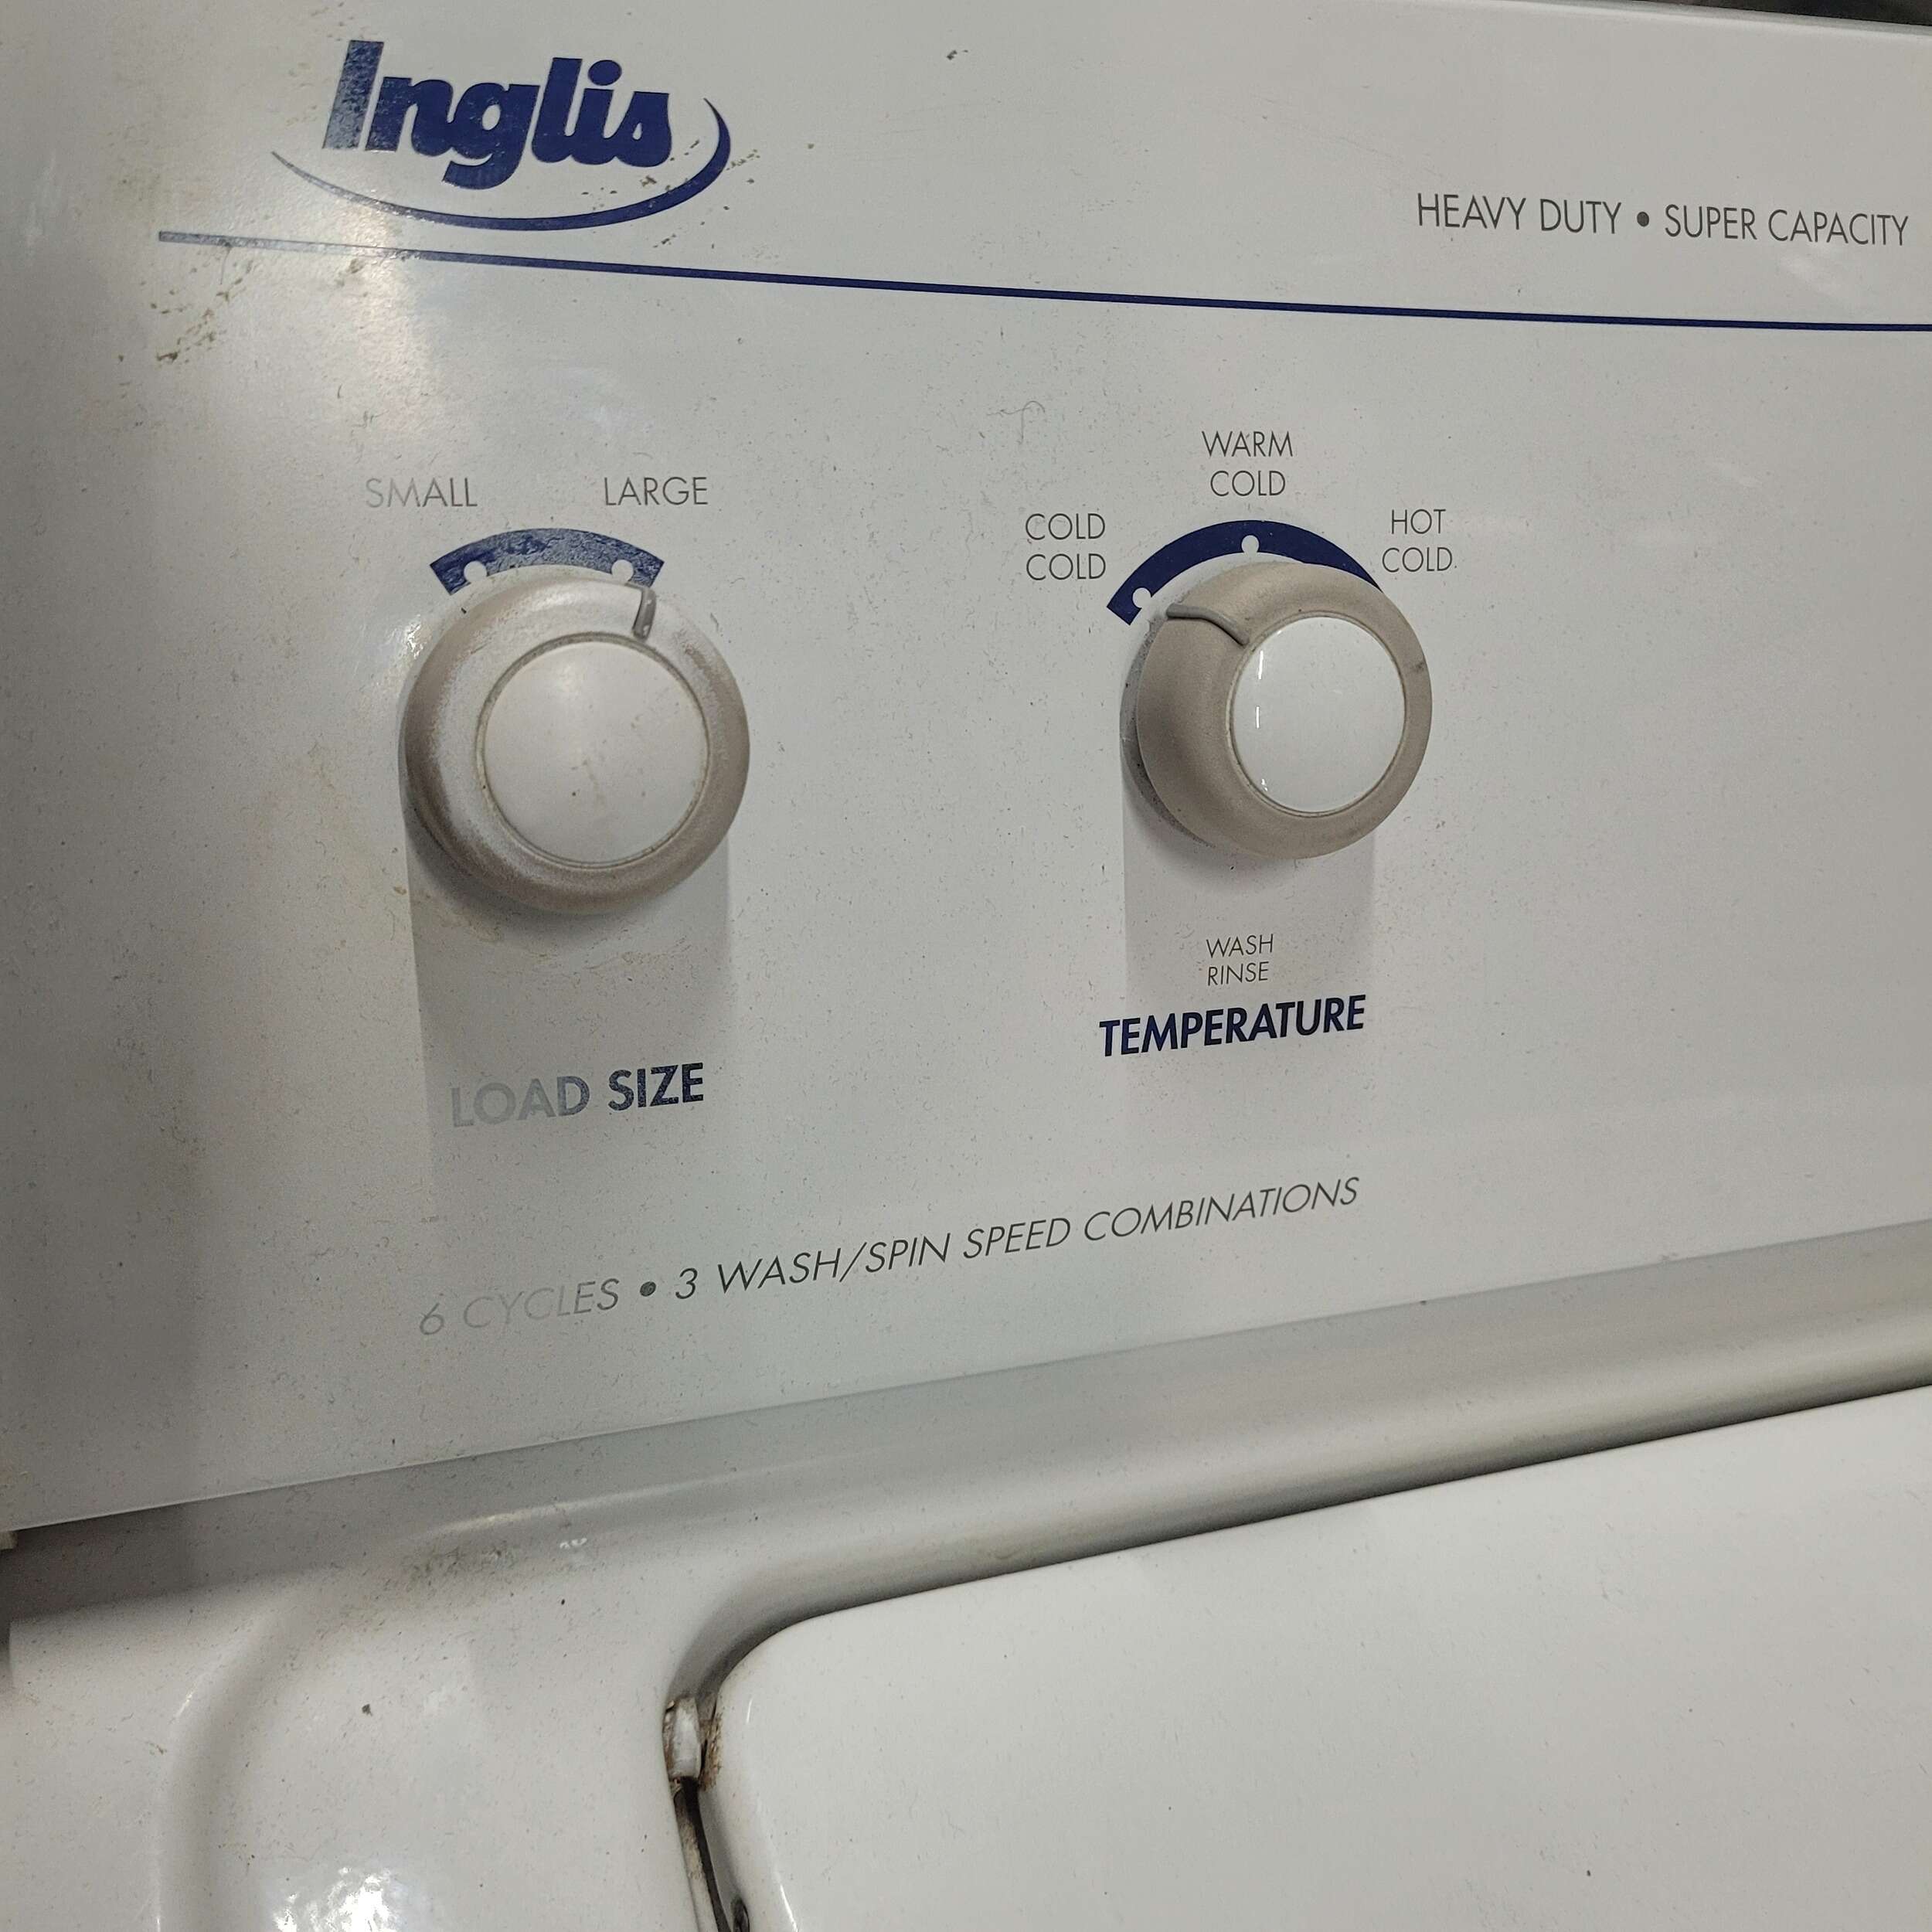 Inglis
HEAVY DUTY • SUPER CAPACITY
SMALL
LARGE
COLD
COLD
WARM
COLD
HOT
COLD
WASH
RINSE
TEMPERATURE
LOAD SIZE
6 CYCLES • 3 WASH/SPIN SPEED COMBINATIONS